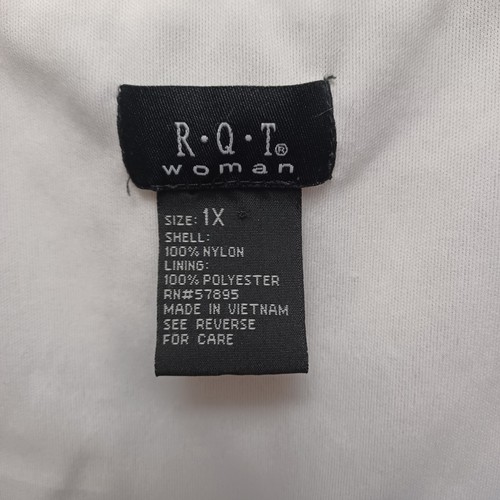 R·Q·T®
woman
SIZE: 1X
SHELL:
100% NYLON
LINING:
100% POLYESTER
RN#57895
MADE IN VIETNAM
SEE REVERSE
FOR CARE